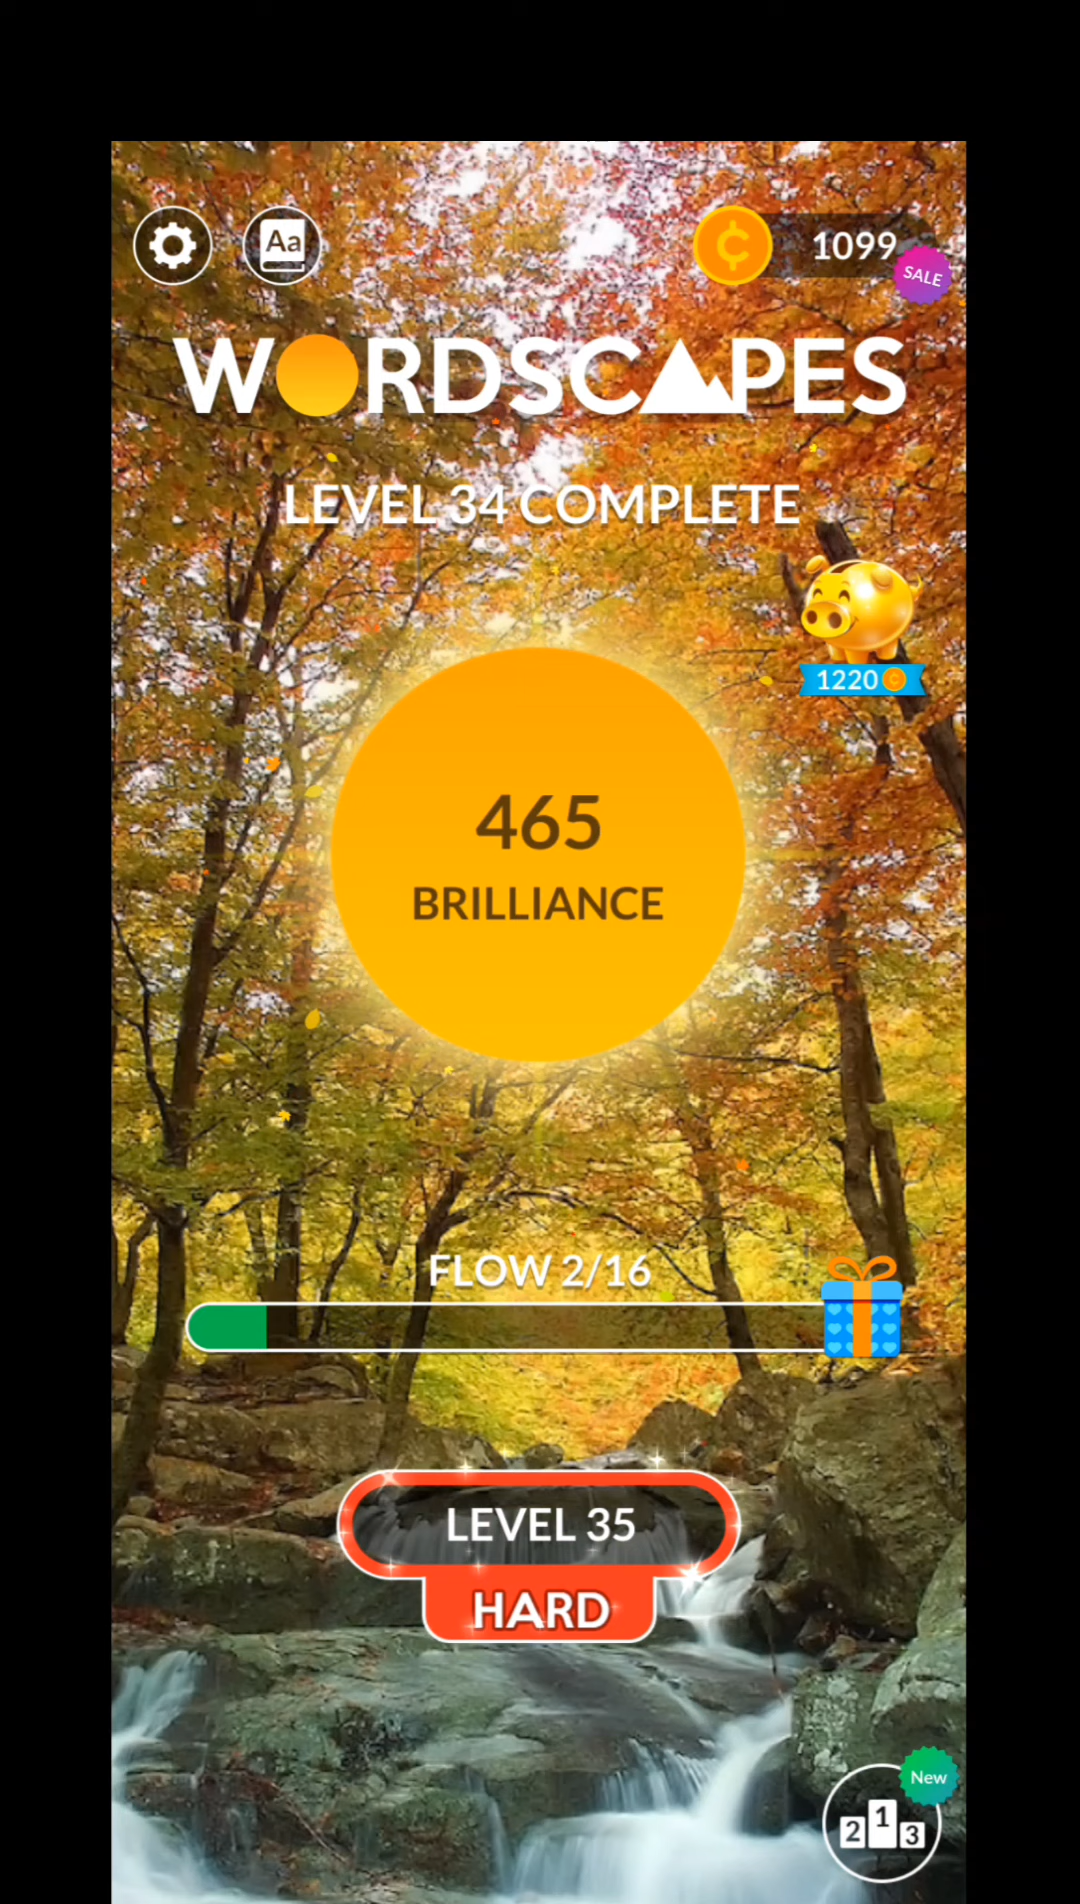 Aa
1099
SALE
WORDSCAPES
LEVEL 34 COMPLETE
1220
465
BRILLIANCE
FLOW 2/16
LEVEL 35
HARD
New
2 1 3